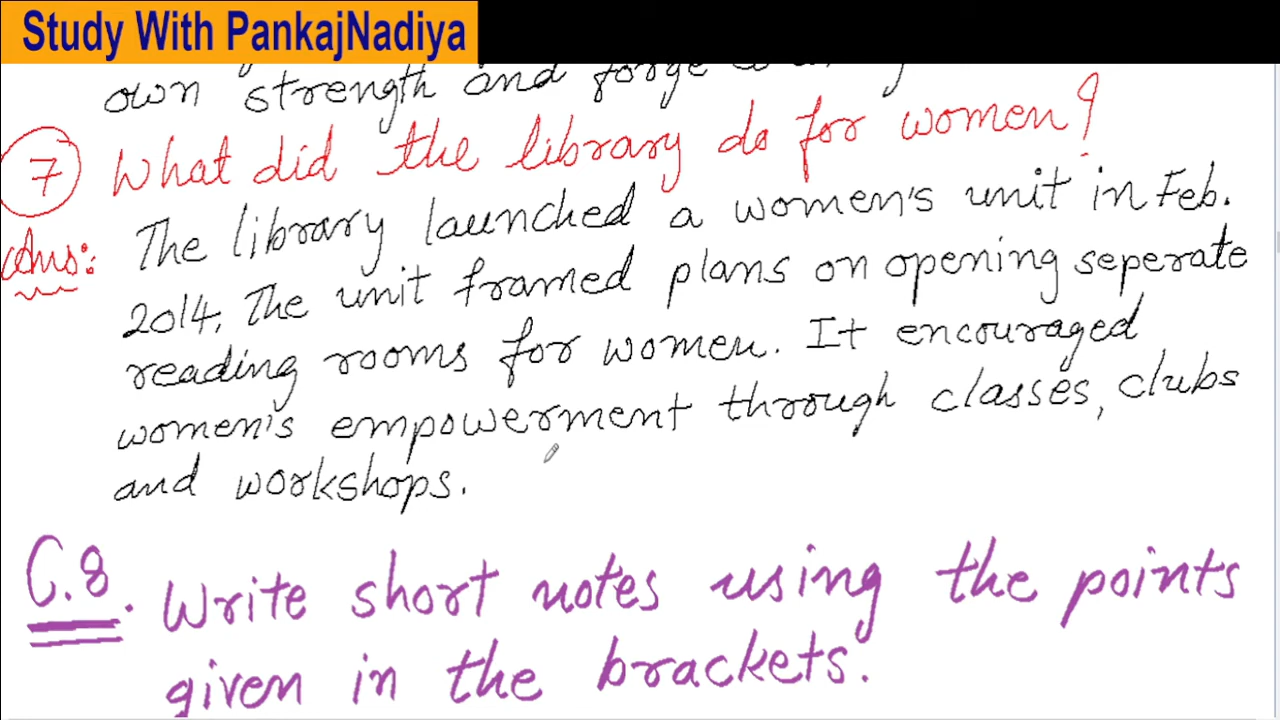 Study With PankajNadiya
own strength and forge
7 What did the library do for women?
Ans: The library launched a women's unit in Feb.
2014. The unit framed plans on opening seperate
reading rooms for women. It encouraged
women's empowerment through classes, clubs
and workshops.
C.8. Write short notes using the points
given in the brackets.